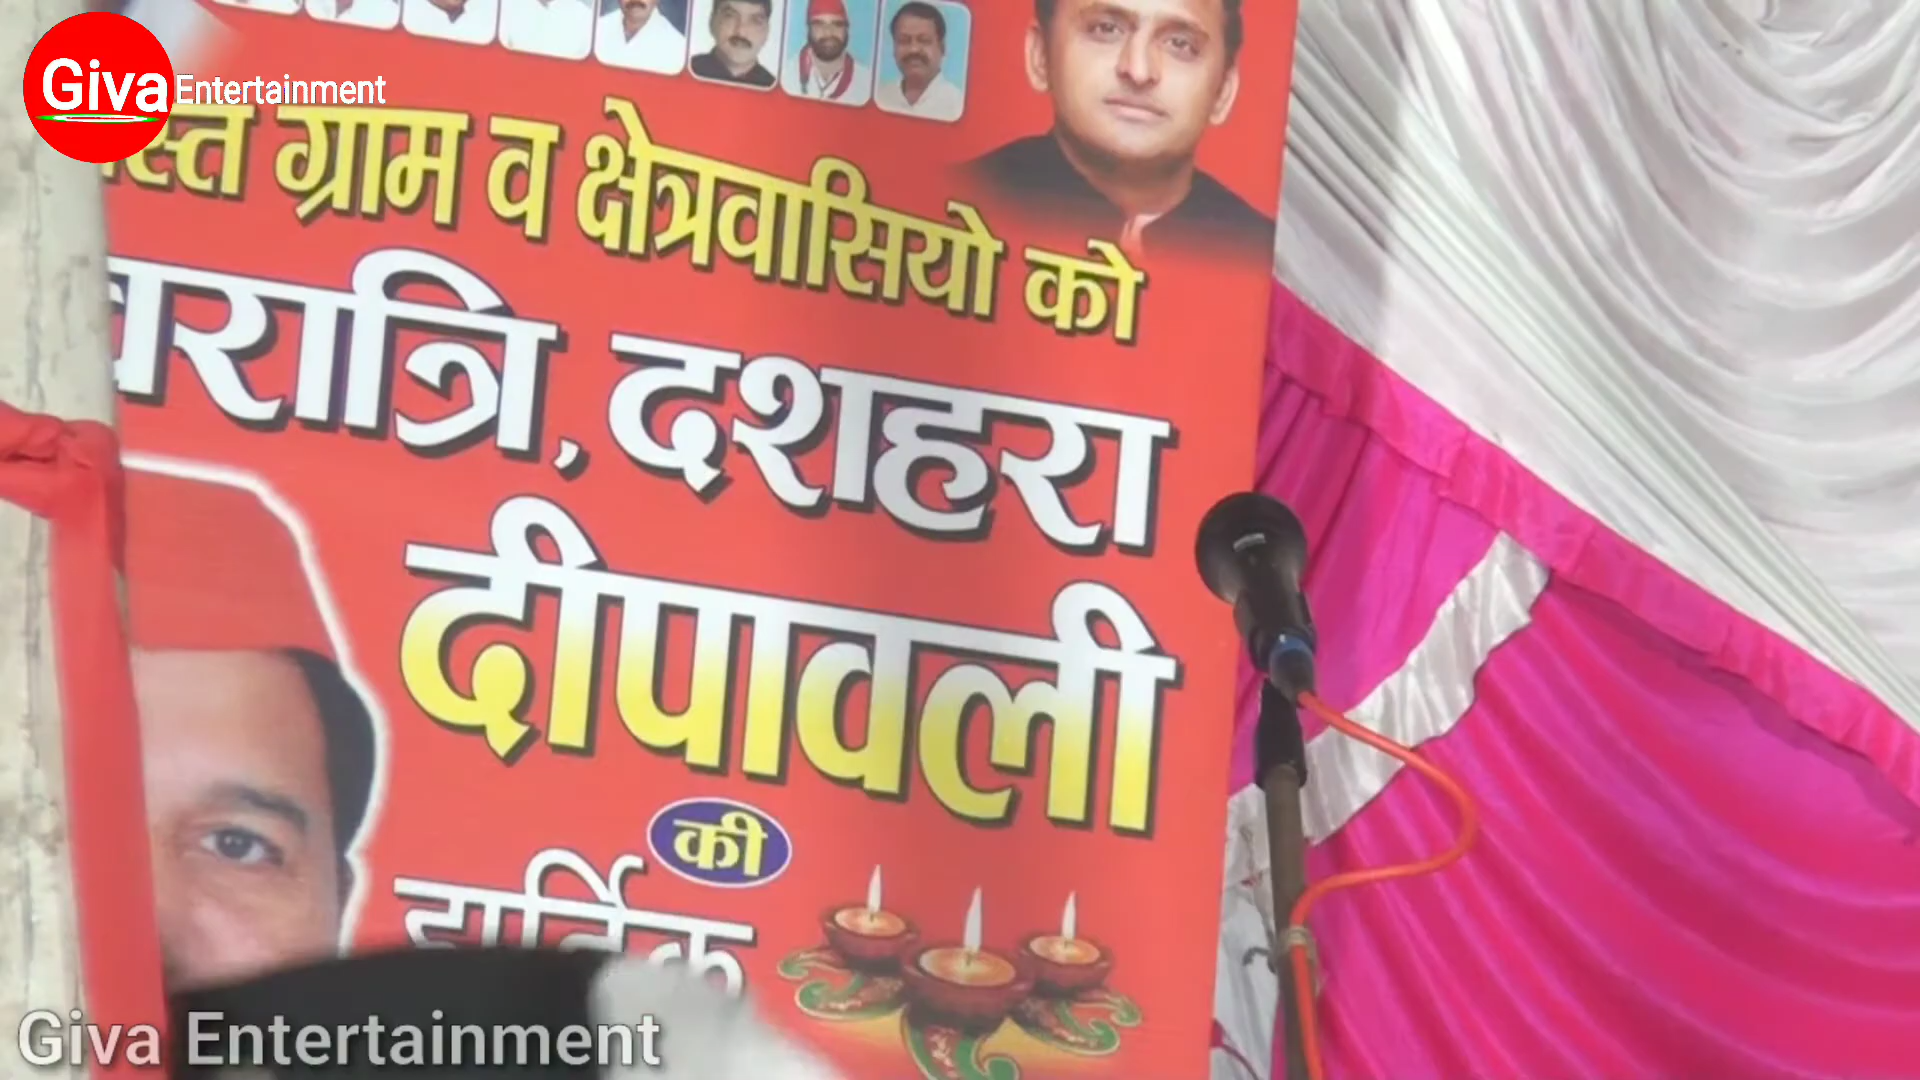 Giva Entertainment
ग्राम व क्षेत्रवासियो को
दशहरा
दीपावली
की
हार्दिक
Giva Entertainment